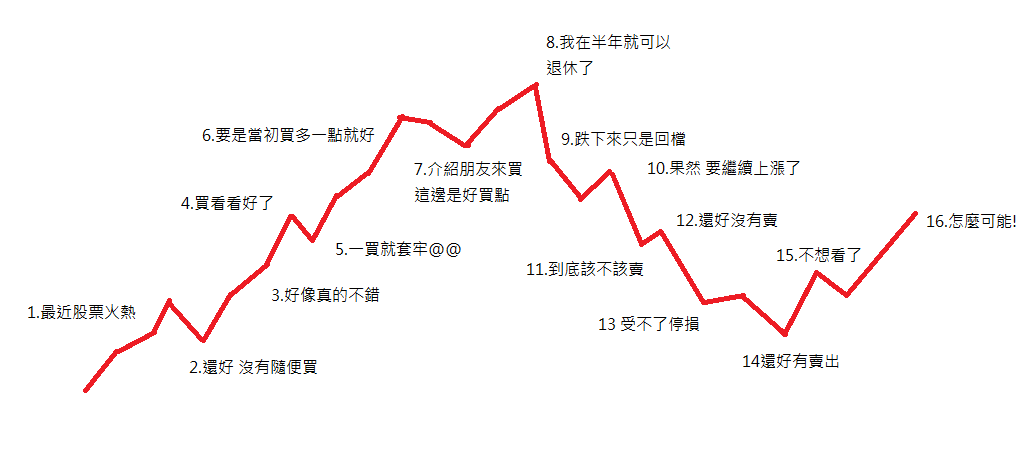 1.最近股票火熱
2.還好 沒有隨便買
3.好像真的不錯
4.買看看好了
5.一買就套牢@@
6.要是當初買多一點就好
7.介紹朋友來買
這邊是好買點
8.我在半年就可以
退休了
9.跌下來只是回檔
10.果然 要繼續上漲了
11.到底該不該賣
12.還好沒有賣
13 受不了停損
14還好有賣出
15.不想看了
16.怎麼可能!